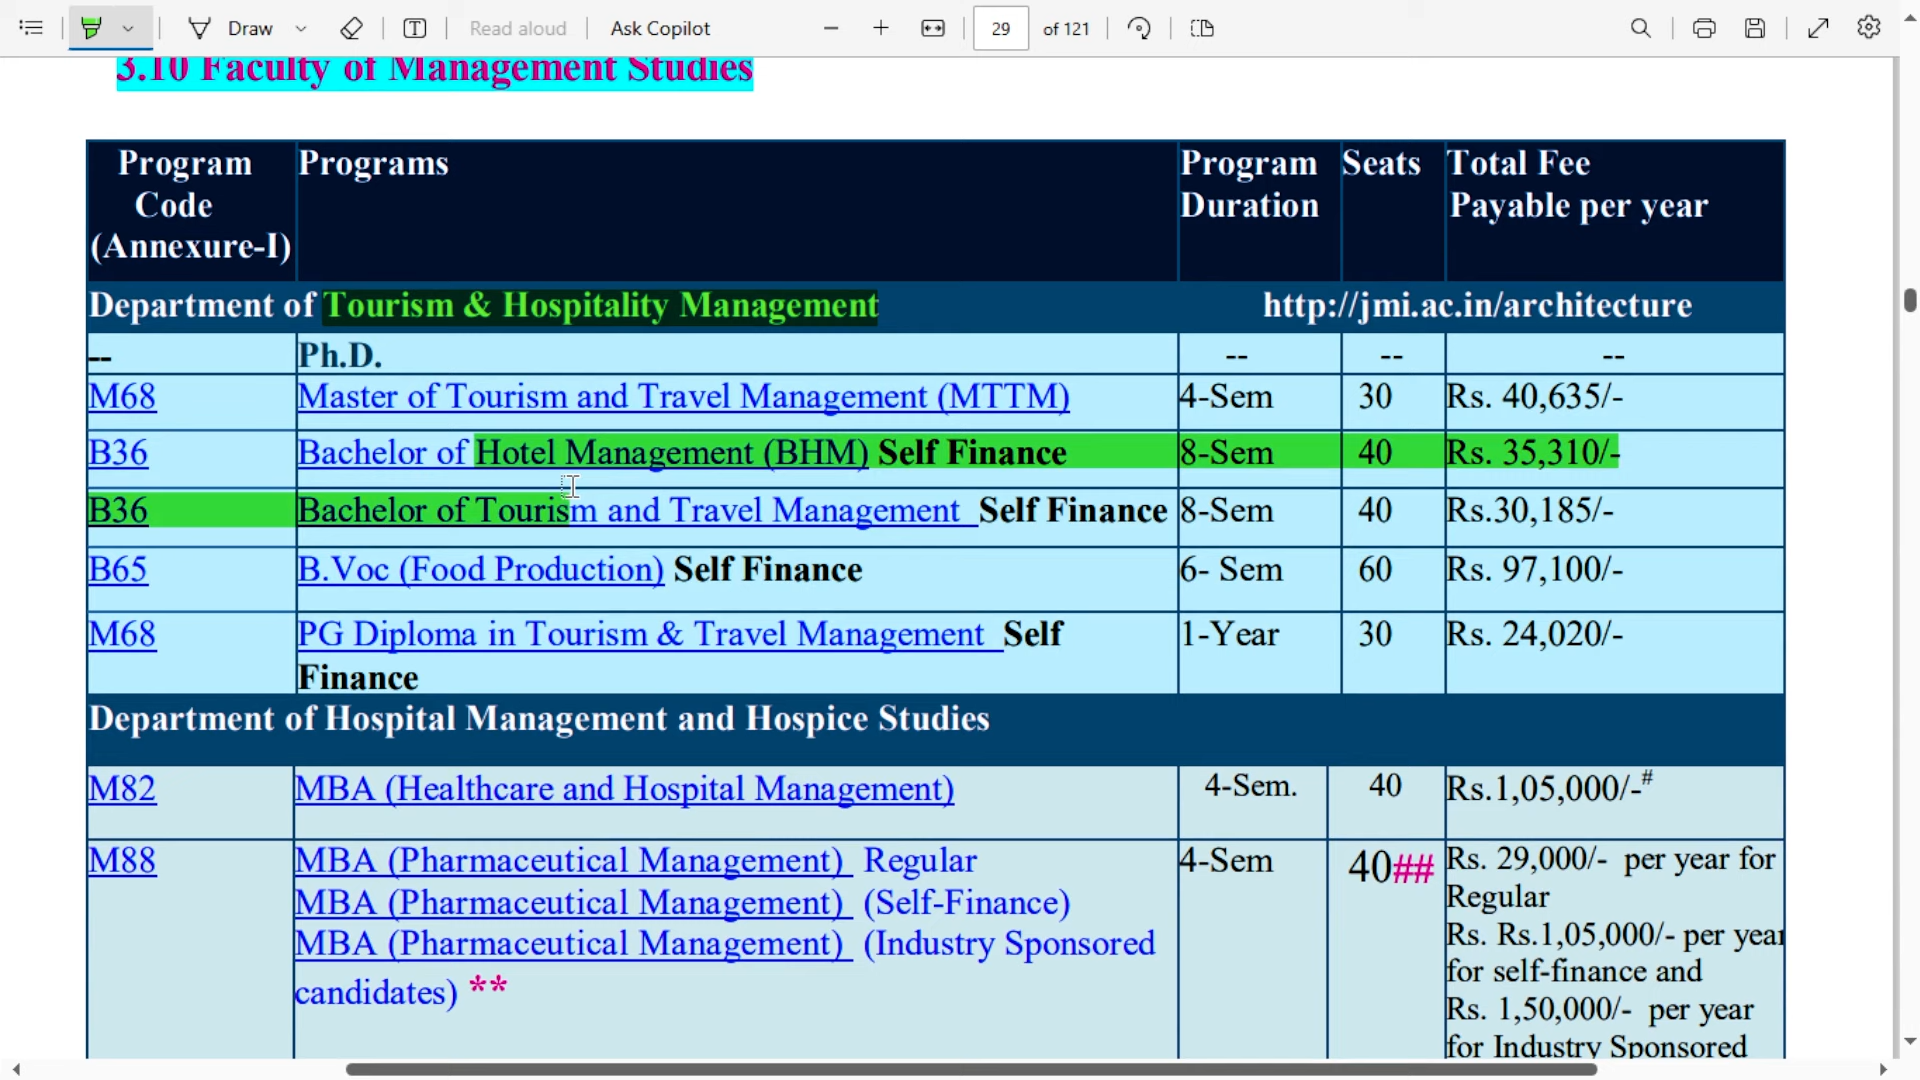 Draw
Read aloud
Ask Copilot
29
of 121
3.10 Faculty of Management Studies
Program Programs Program Seats Total Fee
Code Duration Payable per year
(Annexure-I)
Department of Tourism & Hospitality Management http://jmi.ac.in/architecture
-- Ph.D. -- -- --
M68 Master of Tourism and Travel Management (MTTM) 4-Sem 30 Rs. 40,635/-
B36 Bachelor of Hotel Management (BHM) Self Finance 8-Sem 40 Rs. 35,310/-
B36 Bachelor of Tourism and Travel Management Self Finance 8-Sem 40 Rs.30,185/-
B65 B.Voc (Food Production) Self Finance 6- Sem 60 Rs. 97,100/-
M68 PG Diploma in Tourism & Travel Management Self 1-Year 30 Rs. 24,020/-
Finance
Department of Hospital Management and Hospice Studies
M82 MBA (Healthcare and Hospital Management) 4-Sem. 40 Rs.1,05,000/-#
M88 MBA (Pharmaceutical Management) Regular 4-Sem 40## Rs. 29,000/- per year for
MBA (Pharmaceutical Management) (Self-Finance) Regular
MBA (Pharmaceutical Management) (Industry Sponsored Rs. Rs.1,05,000/- per year
candidates) ** for self-finance and
Rs. 1,50,000/- per year
for Industry Sponsored